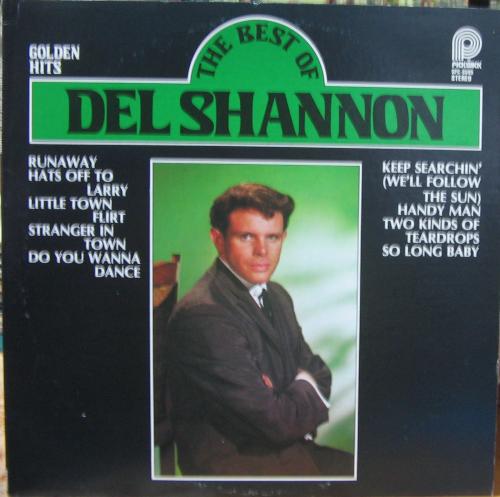 GOLDEN
HITS
THE BEST OF
DEL SHANNON
PICKWICK
STEREO
RUNAWAY
HATS OFF TO
LARRY
LITTLE TOWN
FLIRT
STRANGER IN
TOWN
DO YOU WANNA
DANCE
KEEP SEARCHIN'
(WE'LL FOLLOW
THE SUN)
HANDY MAN
TWO KINDS OF
TEARDROPS
SO LONG BABY